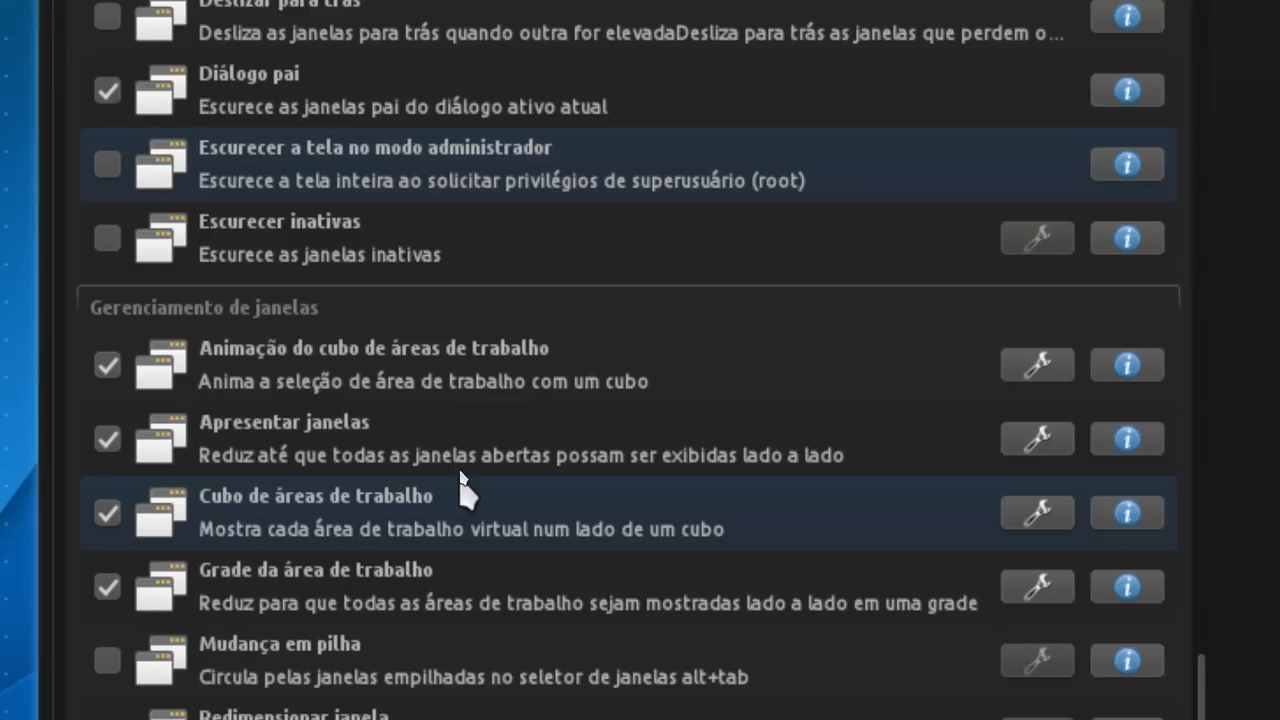 Deslizar para trás
Desliza as janelas para trás quando outra for elevadaDesliza para trás as janelas que perdem o...
Diálogo pai
Escurece as janelas pai do diálogo ativo atual
Escurecer a tela no modo administrador
Escurece a tela inteira ao solicitar privilégios de superusuário (root)
Escurecer inativas
Escurece as janelas inativas
Gerenciamento de janelas
Animação do cubo de áreas de trabalho
Anima a seleção de área de trabalho com um cubo
Apresentar janelas
Reduz até que todas as janelas abertas possam ser exibidas lado a lado
Cubo de áreas de trabalho
Mostra cada área de trabalho virtual num lado de um cubo
Grade da área de trabalho
Reduz para que todas as áreas de trabalho sejam mostradas lado a lado em uma grade
Mudança em pilha
Circula pelas janelas empilhadas no seletor de janelas alt+tab
Redimensionar janela